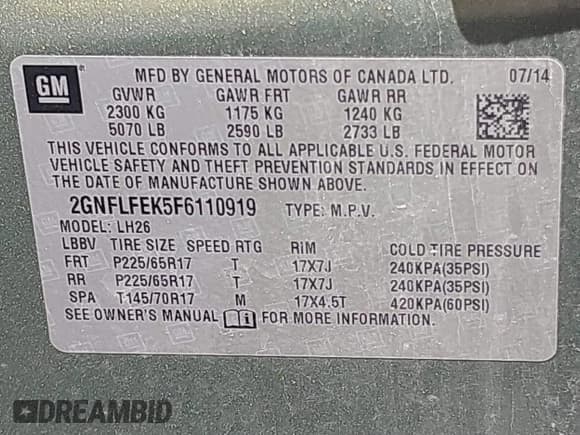 GM
MFD BY GENERAL MOTORS OF CANADA LTD. 07/14
GVWR GAWR FRT GAWR RR
2300 KG 1175 KG 1240 KG
5070 LB 2590 LB 2733 LB
THIS VEHICLE CONFORMS TO ALL APPLICABLE U.S. FEDERAL MOTOR
VEHICLE SAFETY AND THEFT PREVENTION STANDARDS IN EFFECT ON
THE DATE OF MANUFACTURE SHOWN ABOVE.
2GNFLFEK5F6110919 TYPE: M.P.V.
MODEL: LH26
LBBV TIRE SIZE SPEED RTG RIM COLD TIRE PRESSURE
FRT P225/65R17 T 17X7J 240KPA(35PSI)
RR P225/65R17 T 17X7J 240KPA(35PSI)
SPA T145/70R17 M 17X4.5T 420KPA(60PSI)
SEE OWNER'S MANUAL i FOR MORE INFORMATION.
DREAMBID